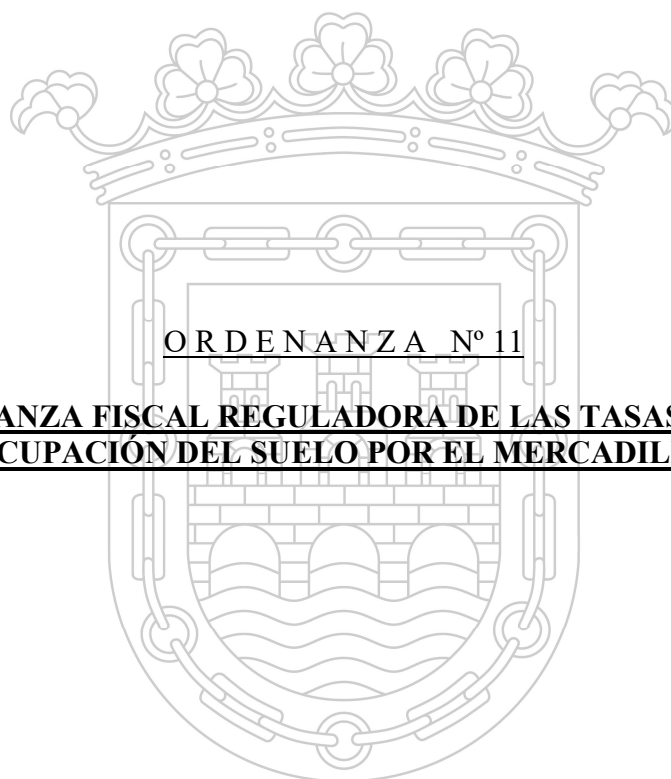 O R D E N A N Z A Nº 11
ANZA FISCAL REGULADORA DE LAS TASAS
CUPACIÓN DEL SUELO POR EL MERCADIL